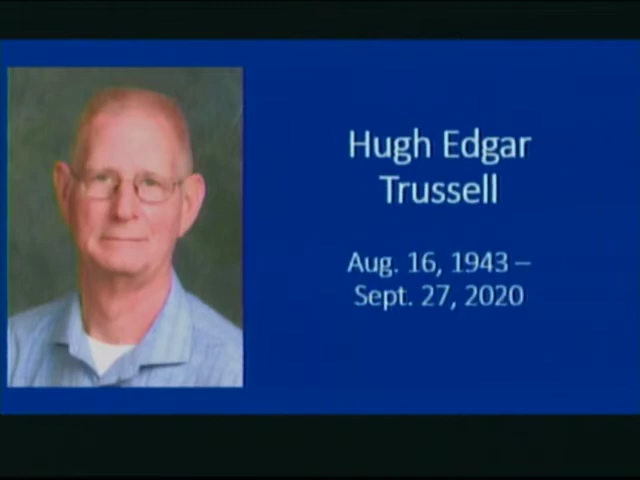 Hugh Edgar
Trussell
Aug. 16, 1943 –
Sept. 27, 2020